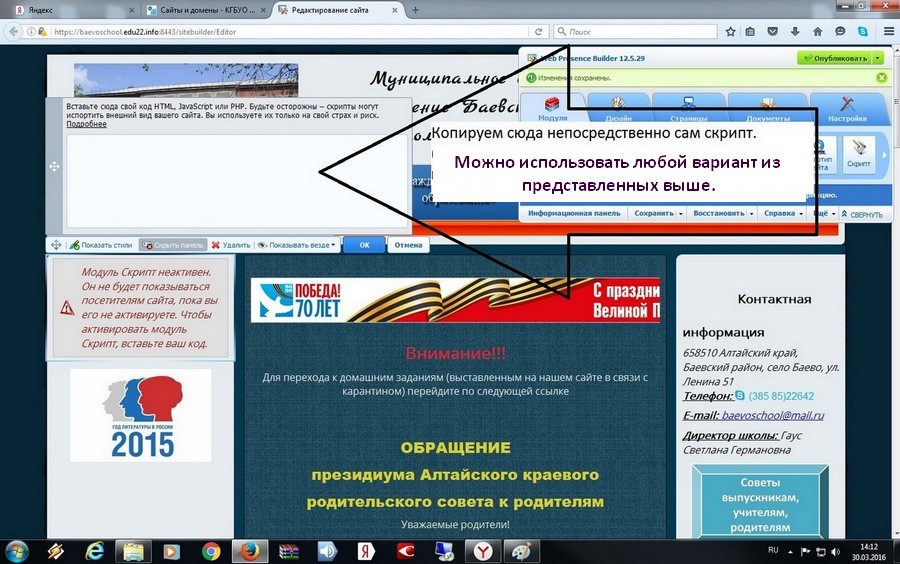 Яндекс
Сайты и домены - КГБУО ...
Редактирование сайта
https://baevoschool.edu22.info:8443/sitebuilder/Editor
Поиск
Web Presence Builder 12.5.29
Опубликовать
Изменения сохранены.
Муниципальное
Баевск
Вставьте сюда свой код HTML, JavaScript или PHP. Будьте осторожны – скрипты могут
испортить внешний вид вашего сайта. Вы используете их только на свой страх и риск.
Подробнее
Модули
Дизайн
Страницы
Документы
Настройки
Копируем сюда непосредственно сам скрипт.
Можно использовать любой вариант из
представленных выше.
Скрипт
Информационная панель
Сохранить
Восстановить
Справка
Ещё
СВЕРНУТЬ
Показать стили
Скрыть панель
Удалить
Показывать везде
OK
Отмена
Модуль Скрипт неактивен.
Он не будет показываться
посетителям сайта, пока вы
его не активируете. Чтобы
активировать модуль
Скрипт, вставьте ваш код.
ПОБЕДА!
70 ЛЕТ
С праздни
Великой П
Внимание!!!
Для перехода к домашним заданиям (выставленным на нашем сайте в связи с
карантином) перейдите по следующей ссылке
ОБРАЩЕНИЕ
президиума Алтайского краевого
родительского совета к родителям
Уважаемые родители!
ГОД ЛИТЕРАТУРЫ В РОССИИ
2015
Контактная
информация
658510 Алтайский край,
Баевский район, село Баево, ул.
Ленина 51
Телефон: (385 85)22642
E-mail: baevoschool@mail.ru
Директор школы: Гаус
Светлана Германовна
Советы
выпускникам,
учителям,
родителям
RU
14:12
30.03.2016